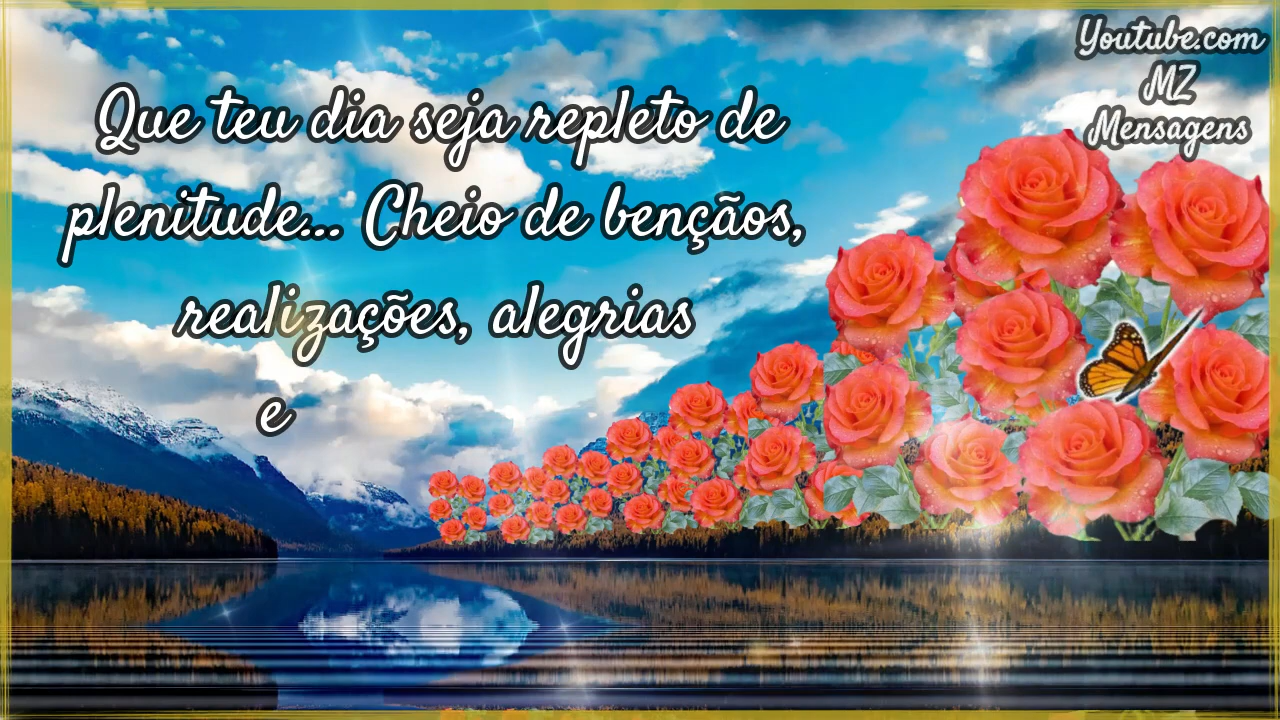 Youtube.com
MZ
Mensagens
Que teu dia seja repleto de
plenitude... Cheio de bençãos,
realizações, alegrias
e